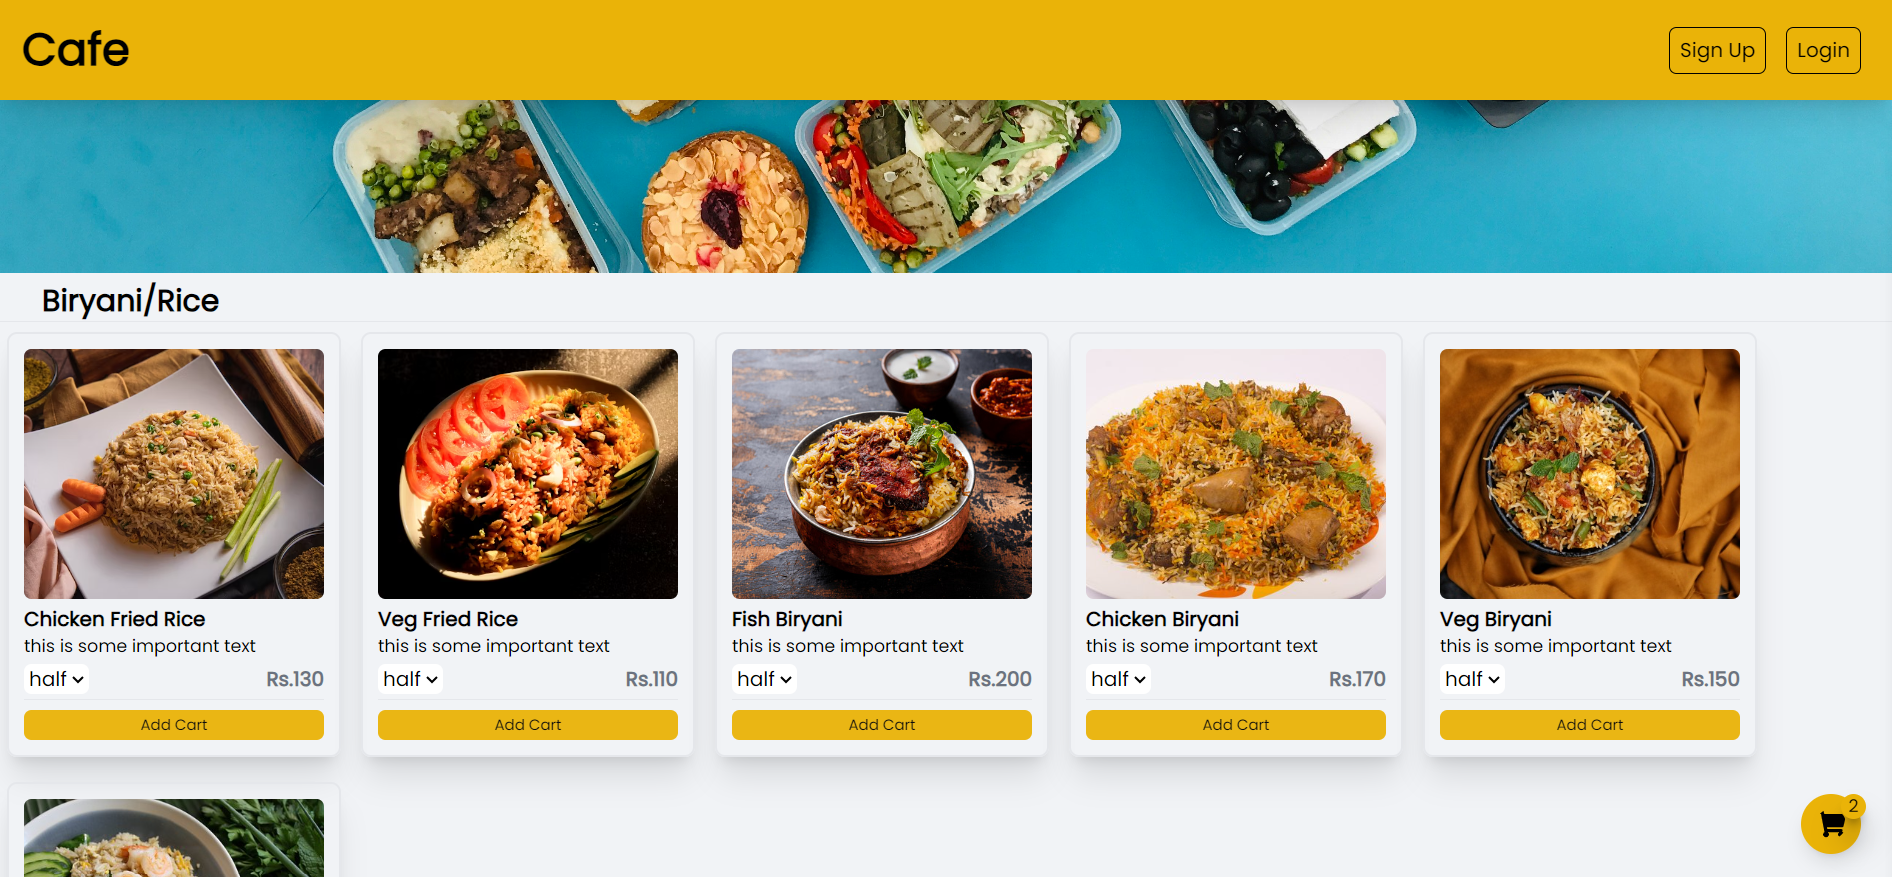 Cafe
Sign Up
Login
Biryani/Rice
Chicken Fried Rice
this is some important text
half
Rs.130
Add Cart
Veg Fried Rice
this is some important text
half
Rs.110
Add Cart
Fish Biryani
this is some important text
half
Rs.200
Add Cart
Chicken Biryani
this is some important text
half
Rs.170
Add Cart
Veg Biryani
this is some important text
half
Rs.150
Add Cart
2